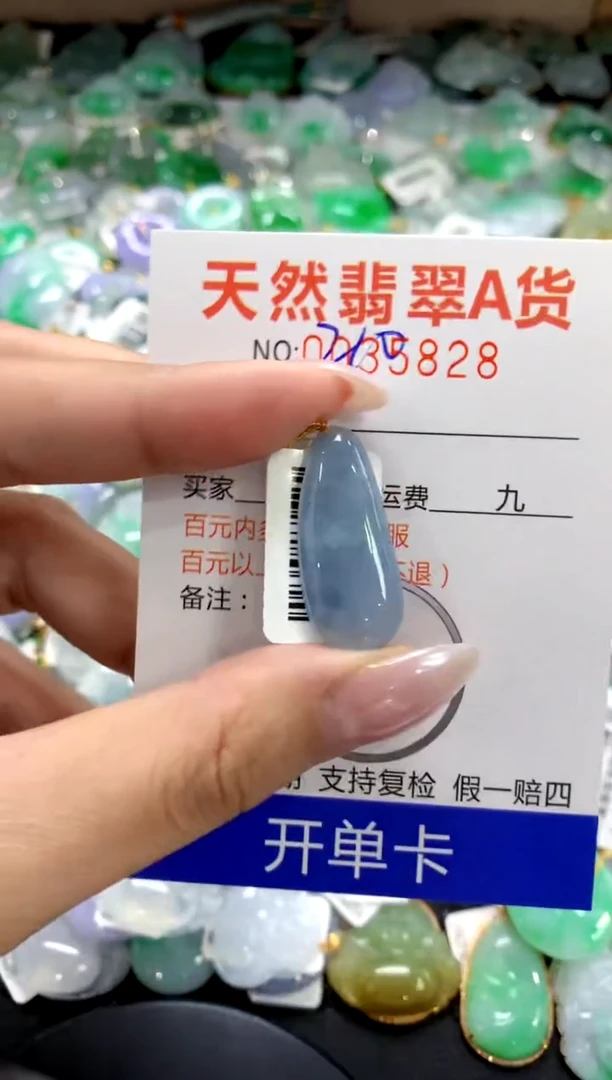 天然翡翠A货
NO:0035828
买家 运费 九
百元内 服
百元以 退）
备注：
支持复检 假一赔四
开单卡